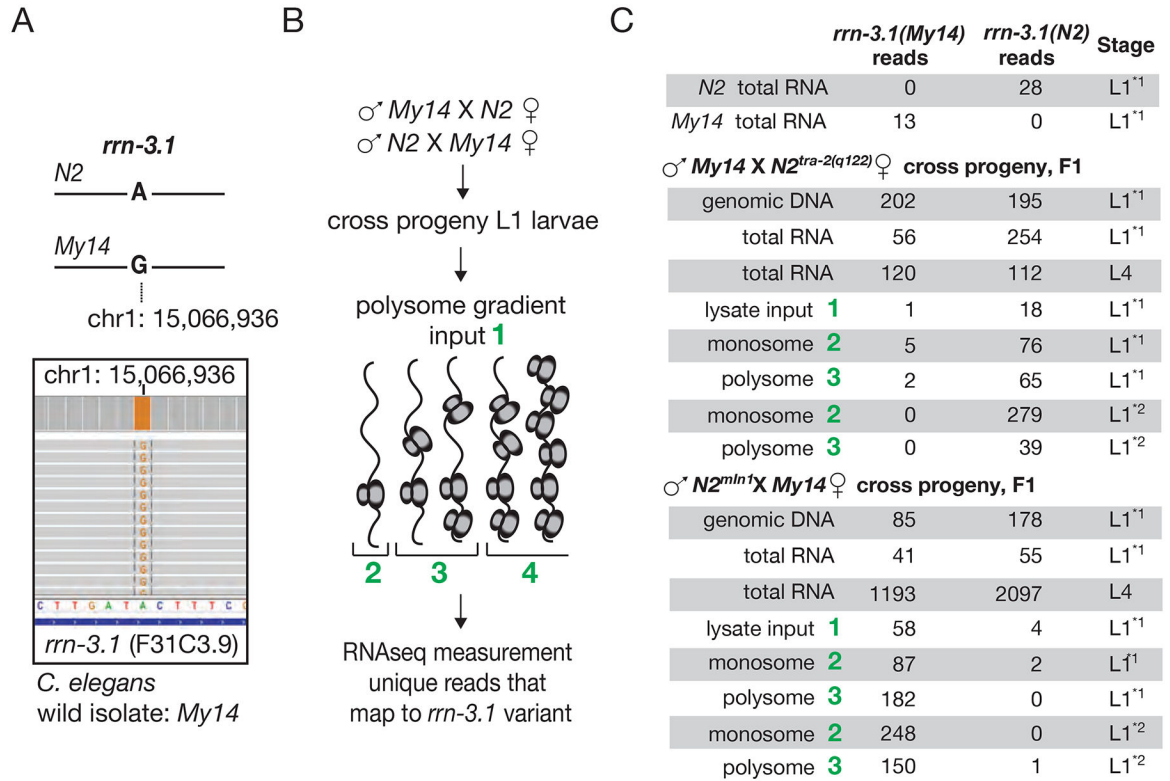 A
rrn-3.1
N2
A
My14
G
chr1: 15,066,936
chr1: 15,066,936
G
G
G
G
G
G
G
G
G
G
G
G
C T T G A T A C T T T C
rrn-3.1 (F31C3.9)
C. elegans
wild isolate: My14
B
♂ My14 X N2 ♀
♂ N2 X My14 ♀
cross progeny L1 larvae
polysome gradient
input 1
2 3 4
RNAseq measurement
unique reads that
map to rrn-3.1 variant
C
rrn-3.1(My14) reads rrn-3.1(N2) reads Stage
N2 total RNA 0 28 L1*1
My14 total RNA 13 0 L1*1
♂ My14 X N2tra-2(q122)♀ cross progeny, F1
genomic DNA 202 195 L1*1
total RNA 56 254 L1*1
total RNA 120 112 L4
lysate input 1 1 18 L1*1
monosome 2 5 76 L1*1
polysome 3 2 65 L1*1
monosome 2 0 279 L1*2
polysome 3 0 39 L1*2
♂ N2mIn1X My14♀ cross progeny, F1
genomic DNA 85 178 L1*1
total RNA 41 55 L1*1
total RNA 1193 2097 L4
lysate input 1 58 4 L1*1
monosome 2 87 2 L1*1
polysome 3 182 0 L1*1
monosome 2 248 0 L1*2
polysome 3 150 1 L1*2